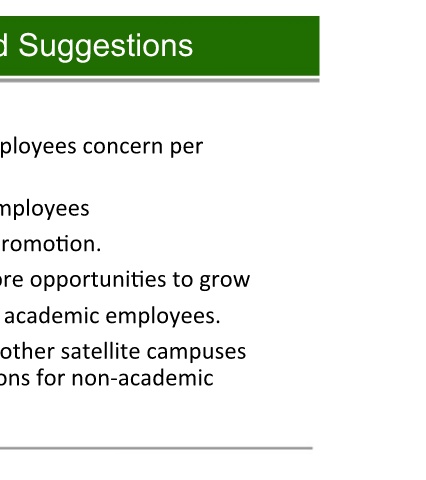 d Suggestions
ployees concern per
mployees
romotion.
ore opportunities to grow
academic employees.
other satellite campuses
ons for non-academic